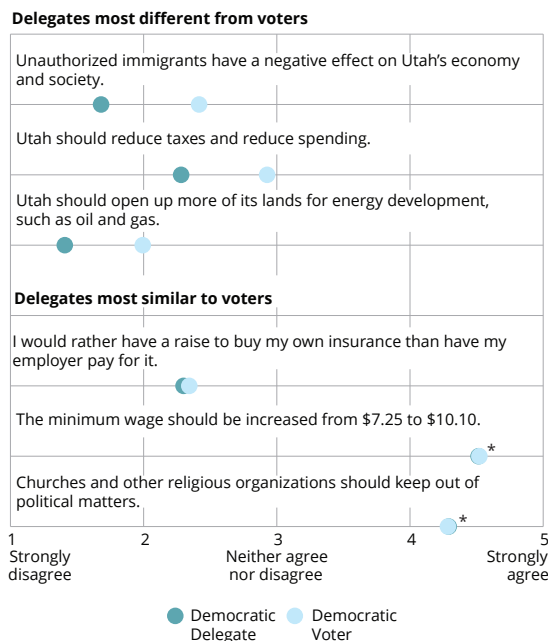 Delegates most different from voters
Unauthorized immigrants have a negative effect on Utah's economy
and society.
Utah should reduce taxes and reduce spending.
Utah should open up more of its lands for energy development,
such as oil and gas.
Delegates most similar to voters
I would rather have a raise to buy my own insurance than have my
employer pay for it.
The minimum wage should be increased from $7.25 to $10.10.
*
Churches and other religious organizations should keep out of
political matters.
*
1 2 3 4 5
Strongly disagree
Neither agree nor disagree
Strongly agree
Democratic Delegate
Democratic Voter